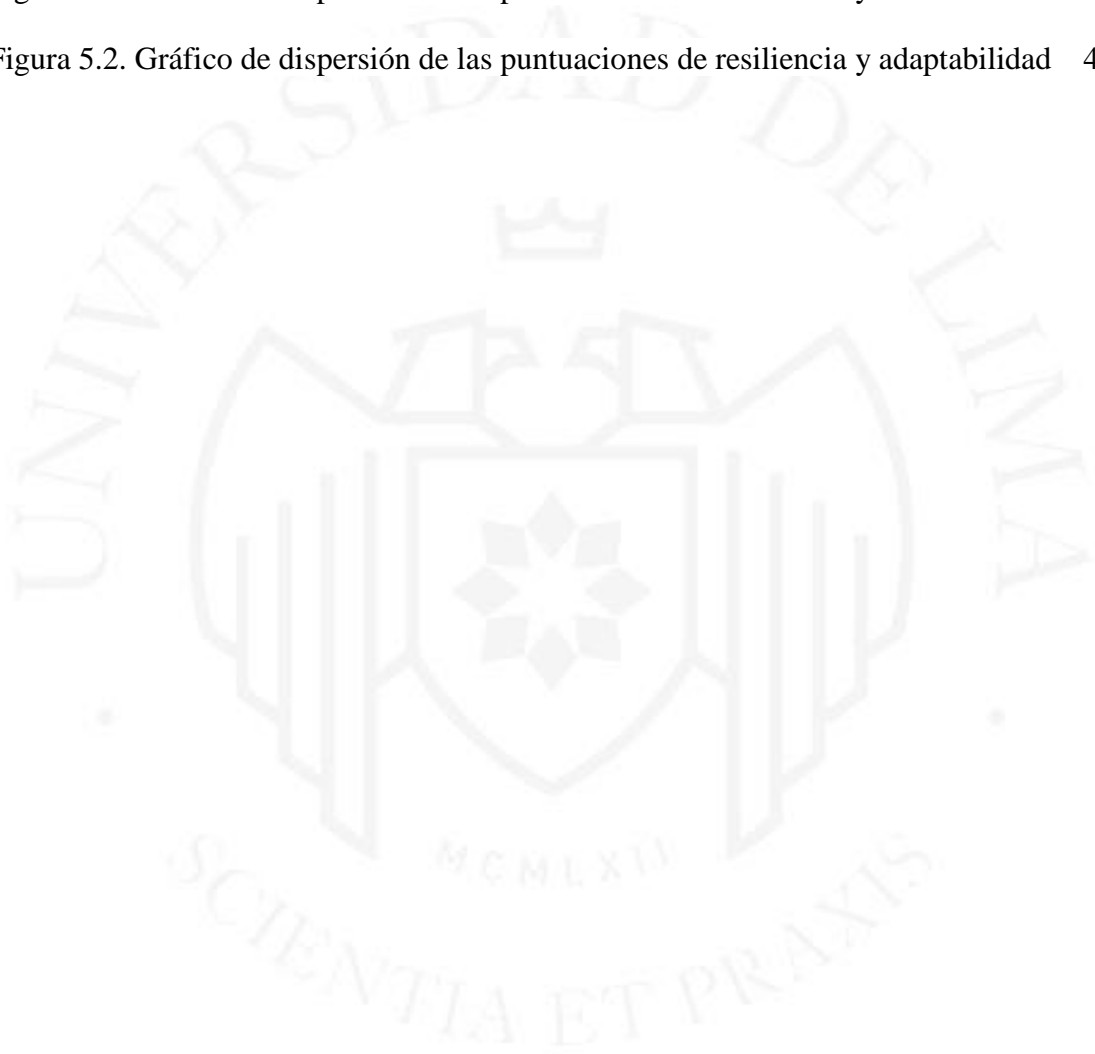 Figura 5.2. Gráfico de dispersión de las puntuaciones de resiliencia y adaptabilidad 4
UNIVERSIDAD DE LIMA
MCMLXII
SCIENTIA ET PRAXIS